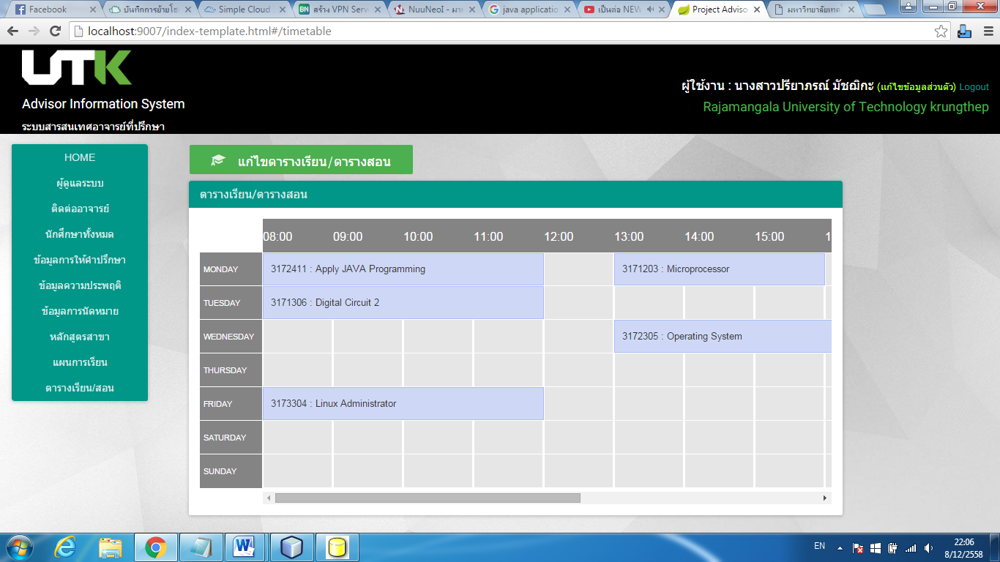 Facebook
บันทึกการย้ายโฮ
Simple Cloud
BN สร้าง VPN Serv
NuuNeoI - มา
java applicatio
เป็นต่อ NEW
Project Adviso
มหาวิทยาลัยเทค
localhost:9007/index-template.html#/timetable
UTK
Advisor Information System
ระบบสารสนเทศอาจารย์ที่ปรึกษา
ผู้ใช้งาน : นางสาวปรียาภรณ์ มัชฌิกะ (แก้ไขข้อมูลส่วนตัว) Logout
Rajamangala University of Technology krungthep
HOME
ผู้ดูแลระบบ
ติดต่ออาจารย์
นักศึกษาทั้งหมด
ข้อมูลการให้คำปรึกษา
ข้อมูลความประพฤติ
ข้อมูลการนัดหมาย
หลักสูตรสาขา
แผนการเรียน
ตารางเรียน/สอน
แก้ไขตารางเรียน/ตารางสอน
ตารางเรียน/ตารางสอน
08:00 09:00 10:00 11:00 12:00 13:00 14:00 15:00 1
MONDAY 3172411 : Apply JAVA Programming 3171203 : Microprocessor
TUESDAY 3171306 : Digital Circuit 2
WEDNESDAY 3172305 : Operating System
THURSDAY
FRIDAY 3173304 : Linux Administrator
SATURDAY
SUNDAY
EN
22:06
8/12/2558